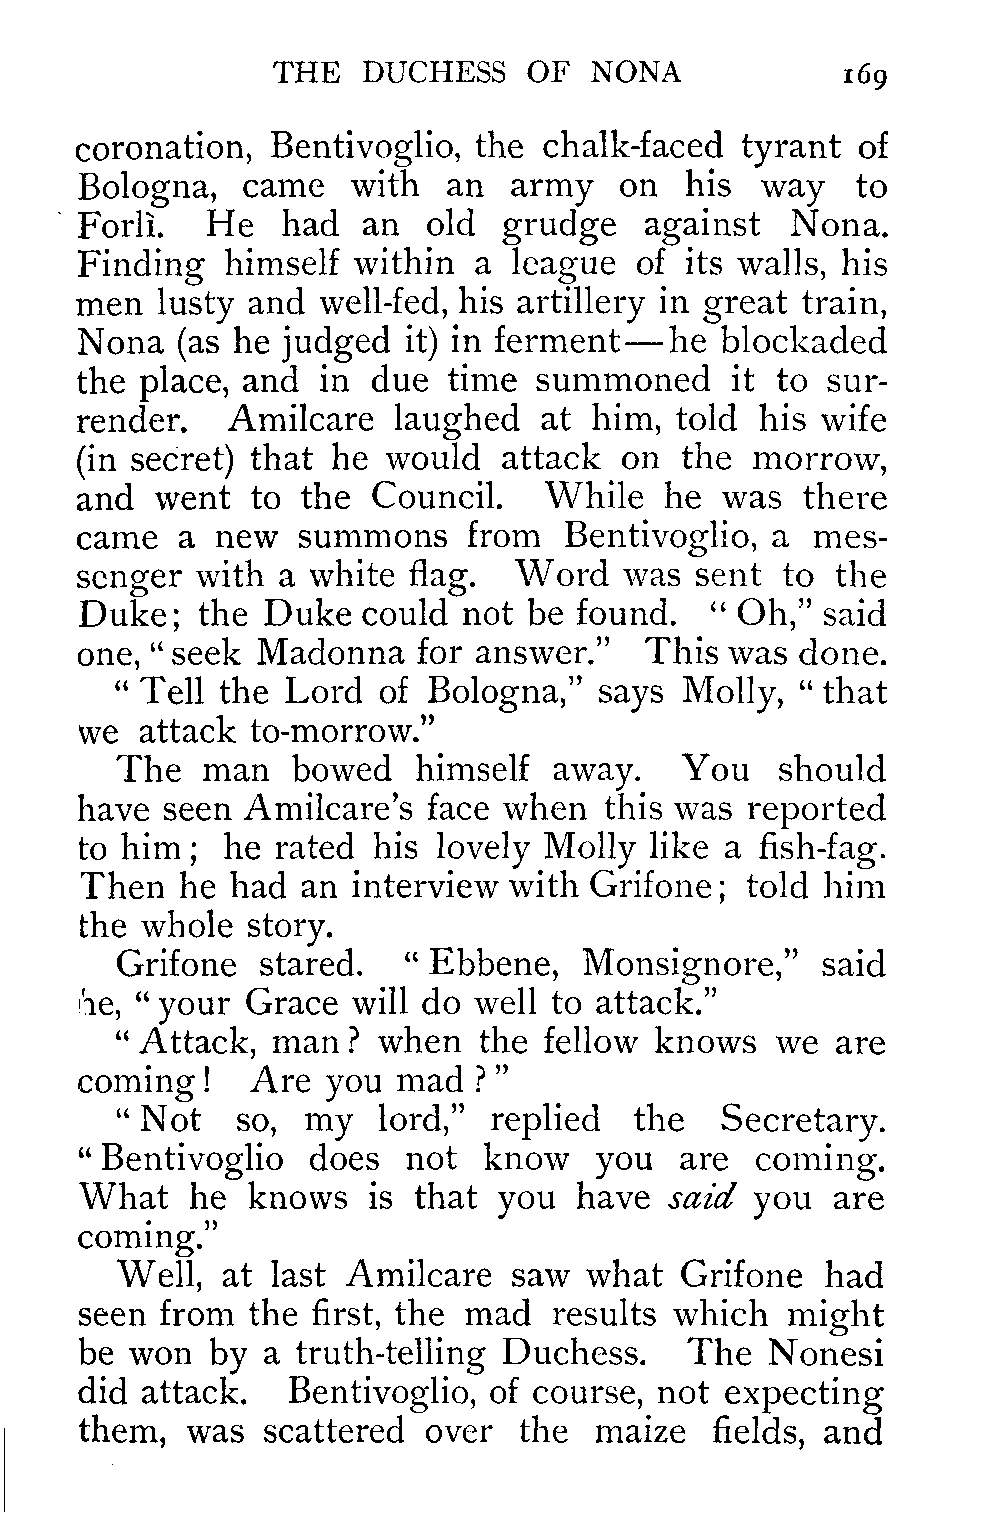 THE DUCHESS OF NONA 169
coronation, Bentivoglio, the chalk-faced tyrant of
Bologna, came with an army on his way to
Forlì. He had an old grudge against Nona.
Finding himself within a league of its walls, his
men lusty and well-fed, his artillery in great train,
Nona (as he judged it) in ferment—he blockaded
the place, and in due time summoned it to sur-
render. Amilcare laughed at him, told his wife
(in secret) that he would attack on the morrow,
and went to the Council. While he was there
came a new summons from Bentivoglio, a mes-
senger with a white flag. Word was sent to the
Duke; the Duke could not be found. “Oh,” said
one, “seek Madonna for answer.” This was done.
“Tell the Lord of Bologna,” says Molly, “that
we attack to-morrow.”
The man bowed himself away. You should
have seen Amilcare’s face when this was reported
to him; he rated his lovely Molly like a fish-fag.
Then he had an interview with Grifone; told him
the whole story.
Grifone stared. “Ebbene, Monsignore,” said
he, “your Grace will do well to attack.”
“Attack, man? when the fellow knows we are
coming! Are you mad?”
“Not so, my lord,” replied the Secretary.
“Bentivoglio does not know you are coming.
What he knows is that you have said you are
coming.”
Well, at last Amilcare saw what Grifone had
seen from the first, the mad results which might
be won by a truth-telling Duchess. The Nonesi
did attack. Bentivoglio, of course, not expecting
them, was scattered over the maize fields, and